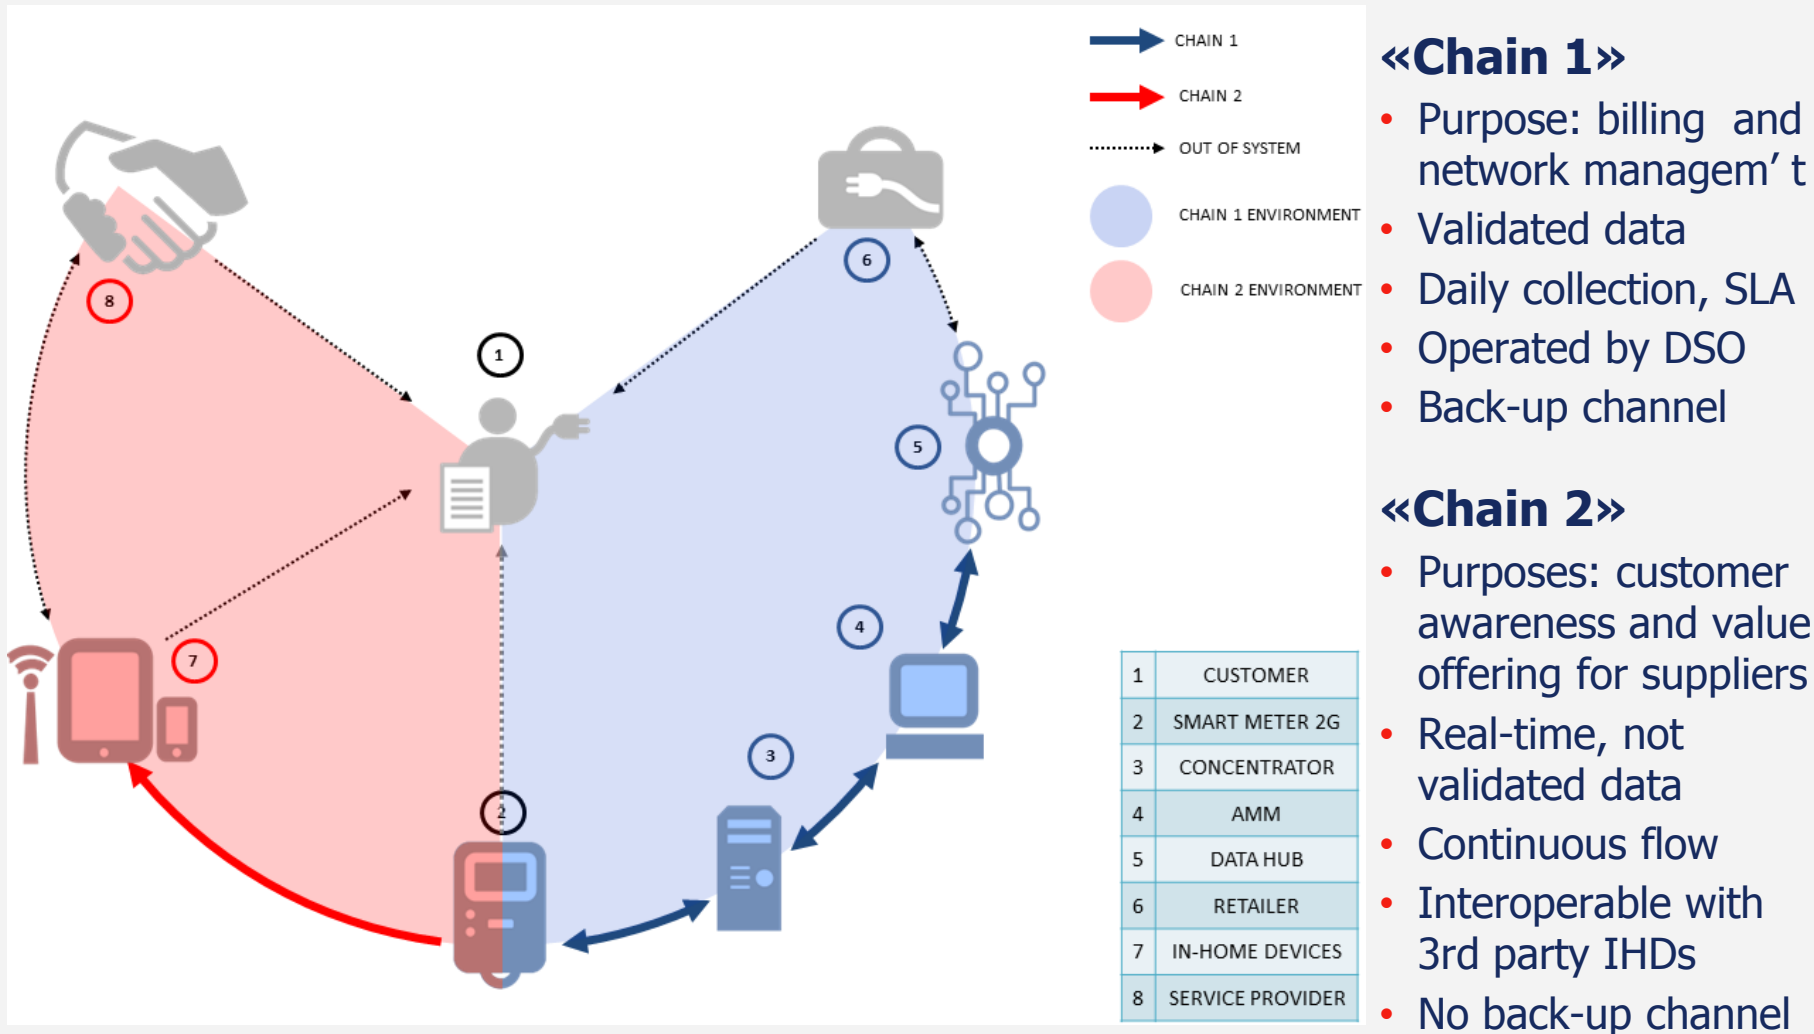 CHAIN 1
CHAIN 2
OUT OF SYSTEM
CHAIN 1 ENVIRONMENT
CHAIN 2 ENVIRONMENT
6
8
1
5
4
7
3
2
1 CUSTOMER
2 SMART METER 2G
3 CONCENTRATOR
4 AMM
5 DATA HUB
6 RETAILER
7 IN-HOME DEVICES
8 SERVICE PROVIDER
«Chain 1»
• Purpose: billing and
network managem’ t
• Validated data
• Daily collection, SLA
• Operated by DSO
• Back-up channel
«Chain 2»
• Purposes: customer
awareness and value
offering for suppliers
• Real-time, not
validated data
• Continuous flow
• Interoperable with
3rd party IHDs
• No back-up channel